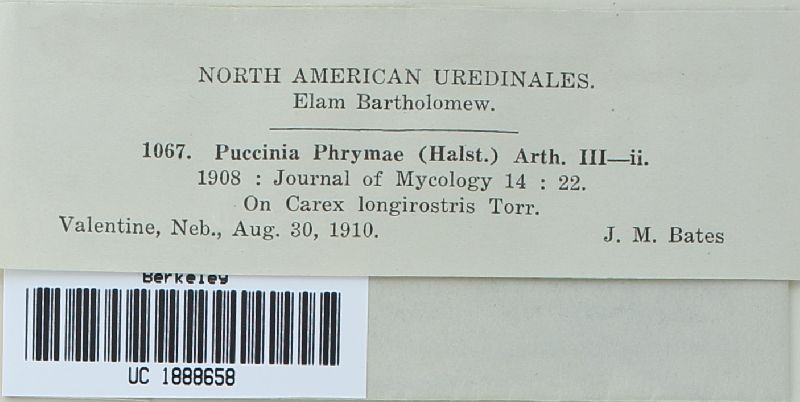 NORTH AMERICAN UREDINALES.
Elam Bartholomew.
1067. Puccinia Phrymae (Halst.) Arth. III—ii.
1908 : Journal of Mycology 14 : 22.
On Carex longirostris Torr.
Valentine, Neb., Aug. 30, 1910. J. M. Bates
Berkeley
UC 1888658